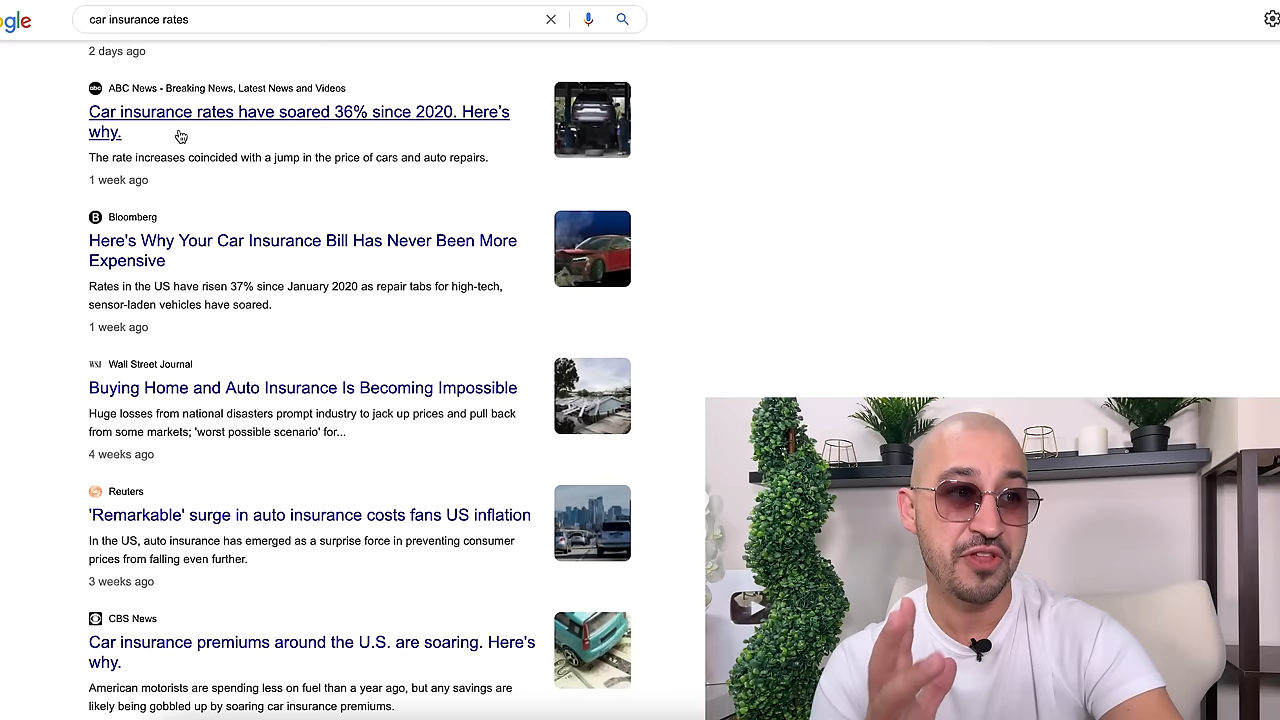 gle
car insurance rates
2 days ago
abc ABC News - Breaking News, Latest News and Videos
Car insurance rates have soared 36% since 2020. Here's
why.
The rate increases coincided with a jump in the price of cars and auto repairs.
1 week ago
B Bloomberg
Here's Why Your Car Insurance Bill Has Never Been More
Expensive
Rates in the US have risen 37% since January 2020 as repair tabs for high-tech,
sensor-laden vehicles have soared.
1 week ago
WSJ Wall Street Journal
Buying Home and Auto Insurance Is Becoming Impossible
Huge losses from national disasters prompt industry to jack up prices and pull back
from some markets; 'worst possible scenario' for...
4 weeks ago
Reuters
'Remarkable' surge in auto insurance costs fans US inflation
In the US, auto insurance has emerged as a surprise force in preventing consumer
prices from falling even further.
3 weeks ago
CBS News
Car insurance premiums around the U.S. are soaring. Here's
why.
American motorists are spending less on fuel than a year ago, but any savings are
likely being gobbled up by soaring car insurance premiums.